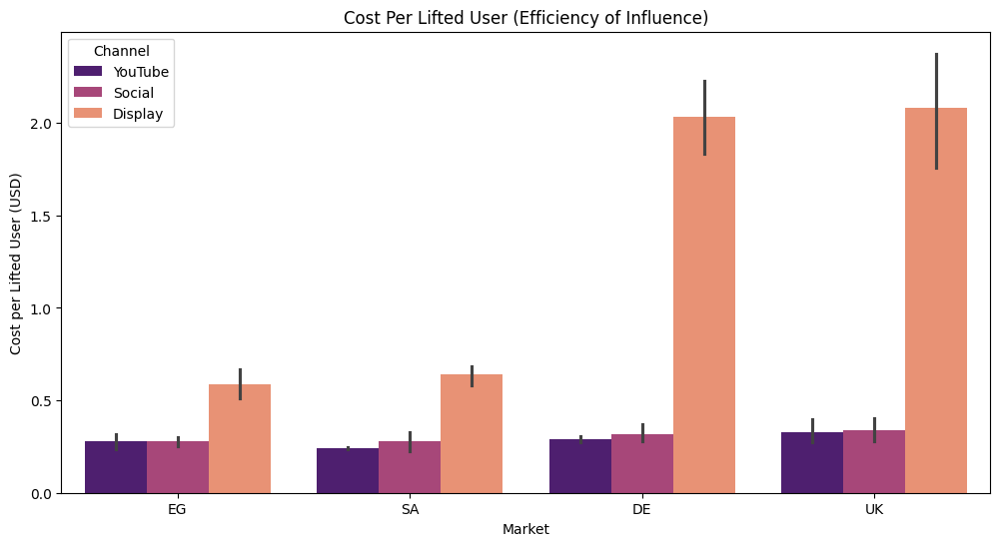 Cost Per Lifted User (Efficiency of Influence)
Channel
YouTube
Social
Display
Cost per Lifted User (USD)
2.0
1.5
1.0
0.5
0.0
EG SA DE UK
Market